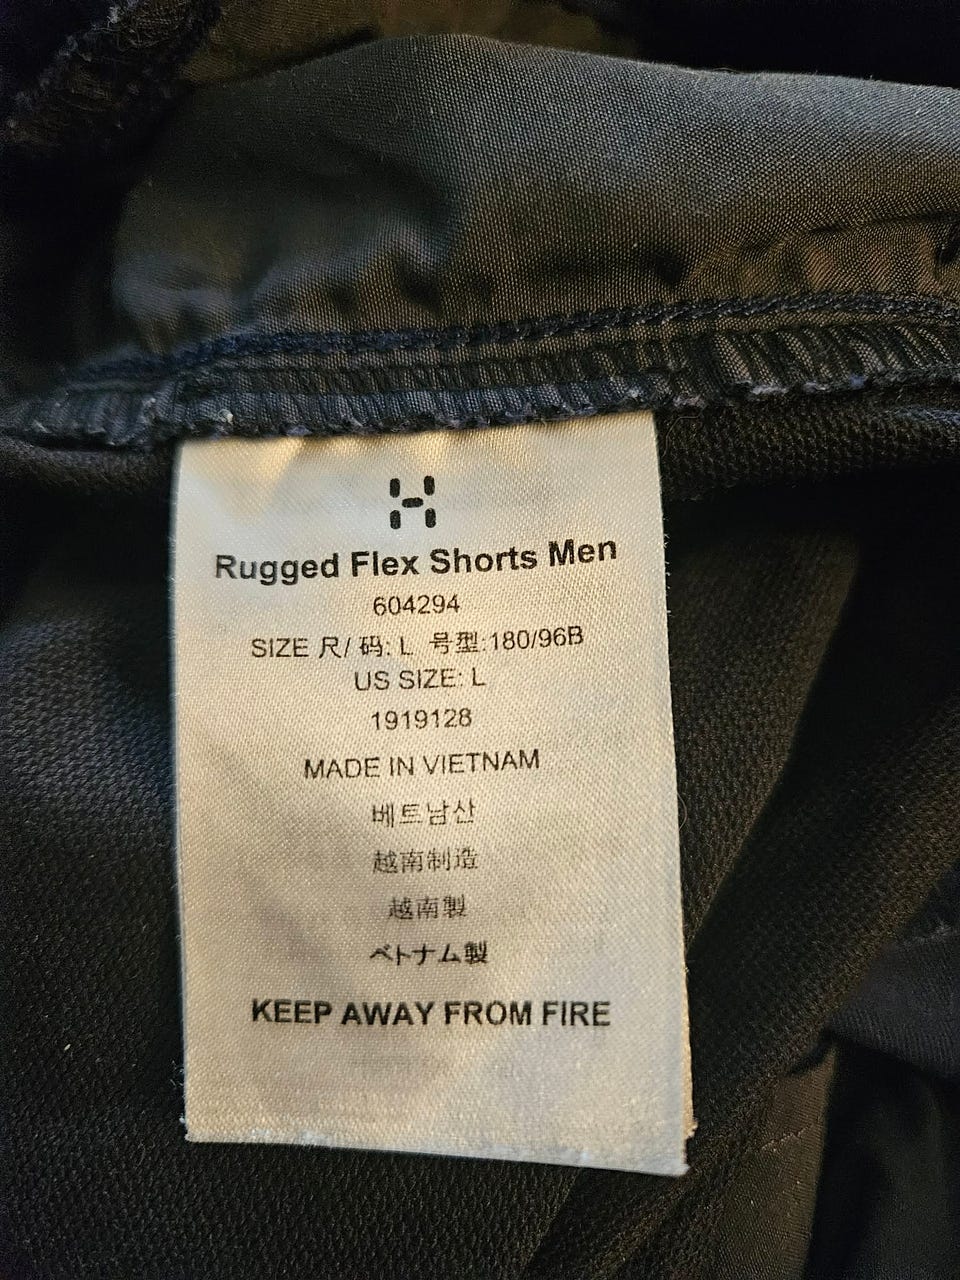 Rugged Flex Shorts Men
604294
SIZE 尺/ 码: L 号型:180/96B
US SIZE: L
1919128
MADE IN VIETNAM
베트남산
越南制造
越南製
ベトナム製
KEEP AWAY FROM FIRE